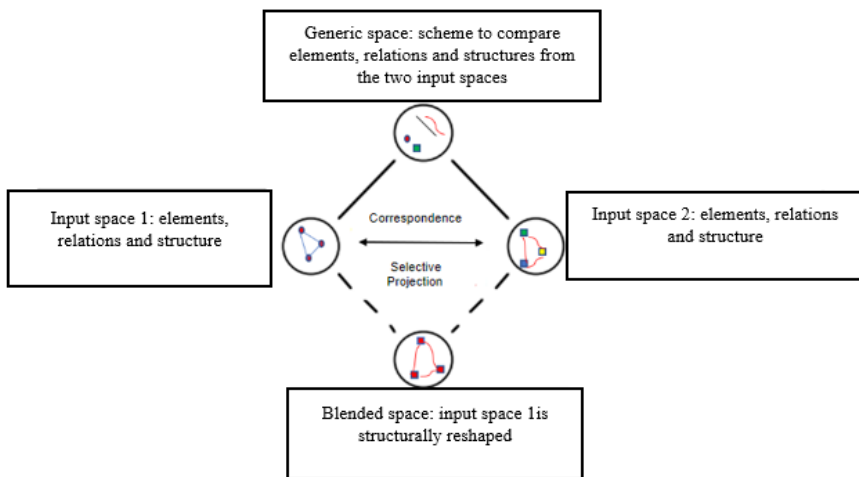 Generic space: scheme to compare
elements, relations and structures from
the two input spaces
Input space 1: elements,
relations and structure
Correspondence
Selective
Projection
Input space 2: elements, relations
and structure
Blended space: input space 1is
structurally reshaped